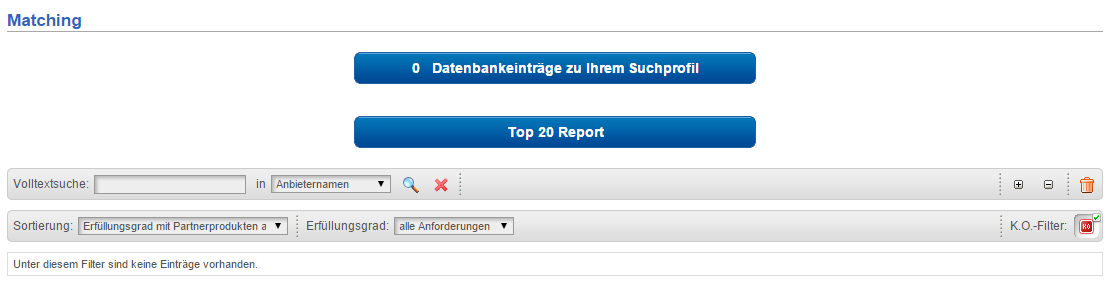 Matching
0 Datenbankeinträge zu Ihrem Suchprofil
Top 20 Report
Volltextsuche: in Anbieternamen
Sortierung: Erfüllungsgrad mit Partnerprodukten a Erfüllungsgrad: alle Anforderungen K.O.-Filter: KO
Unter diesem Filter sind keine Einträge vorhanden.